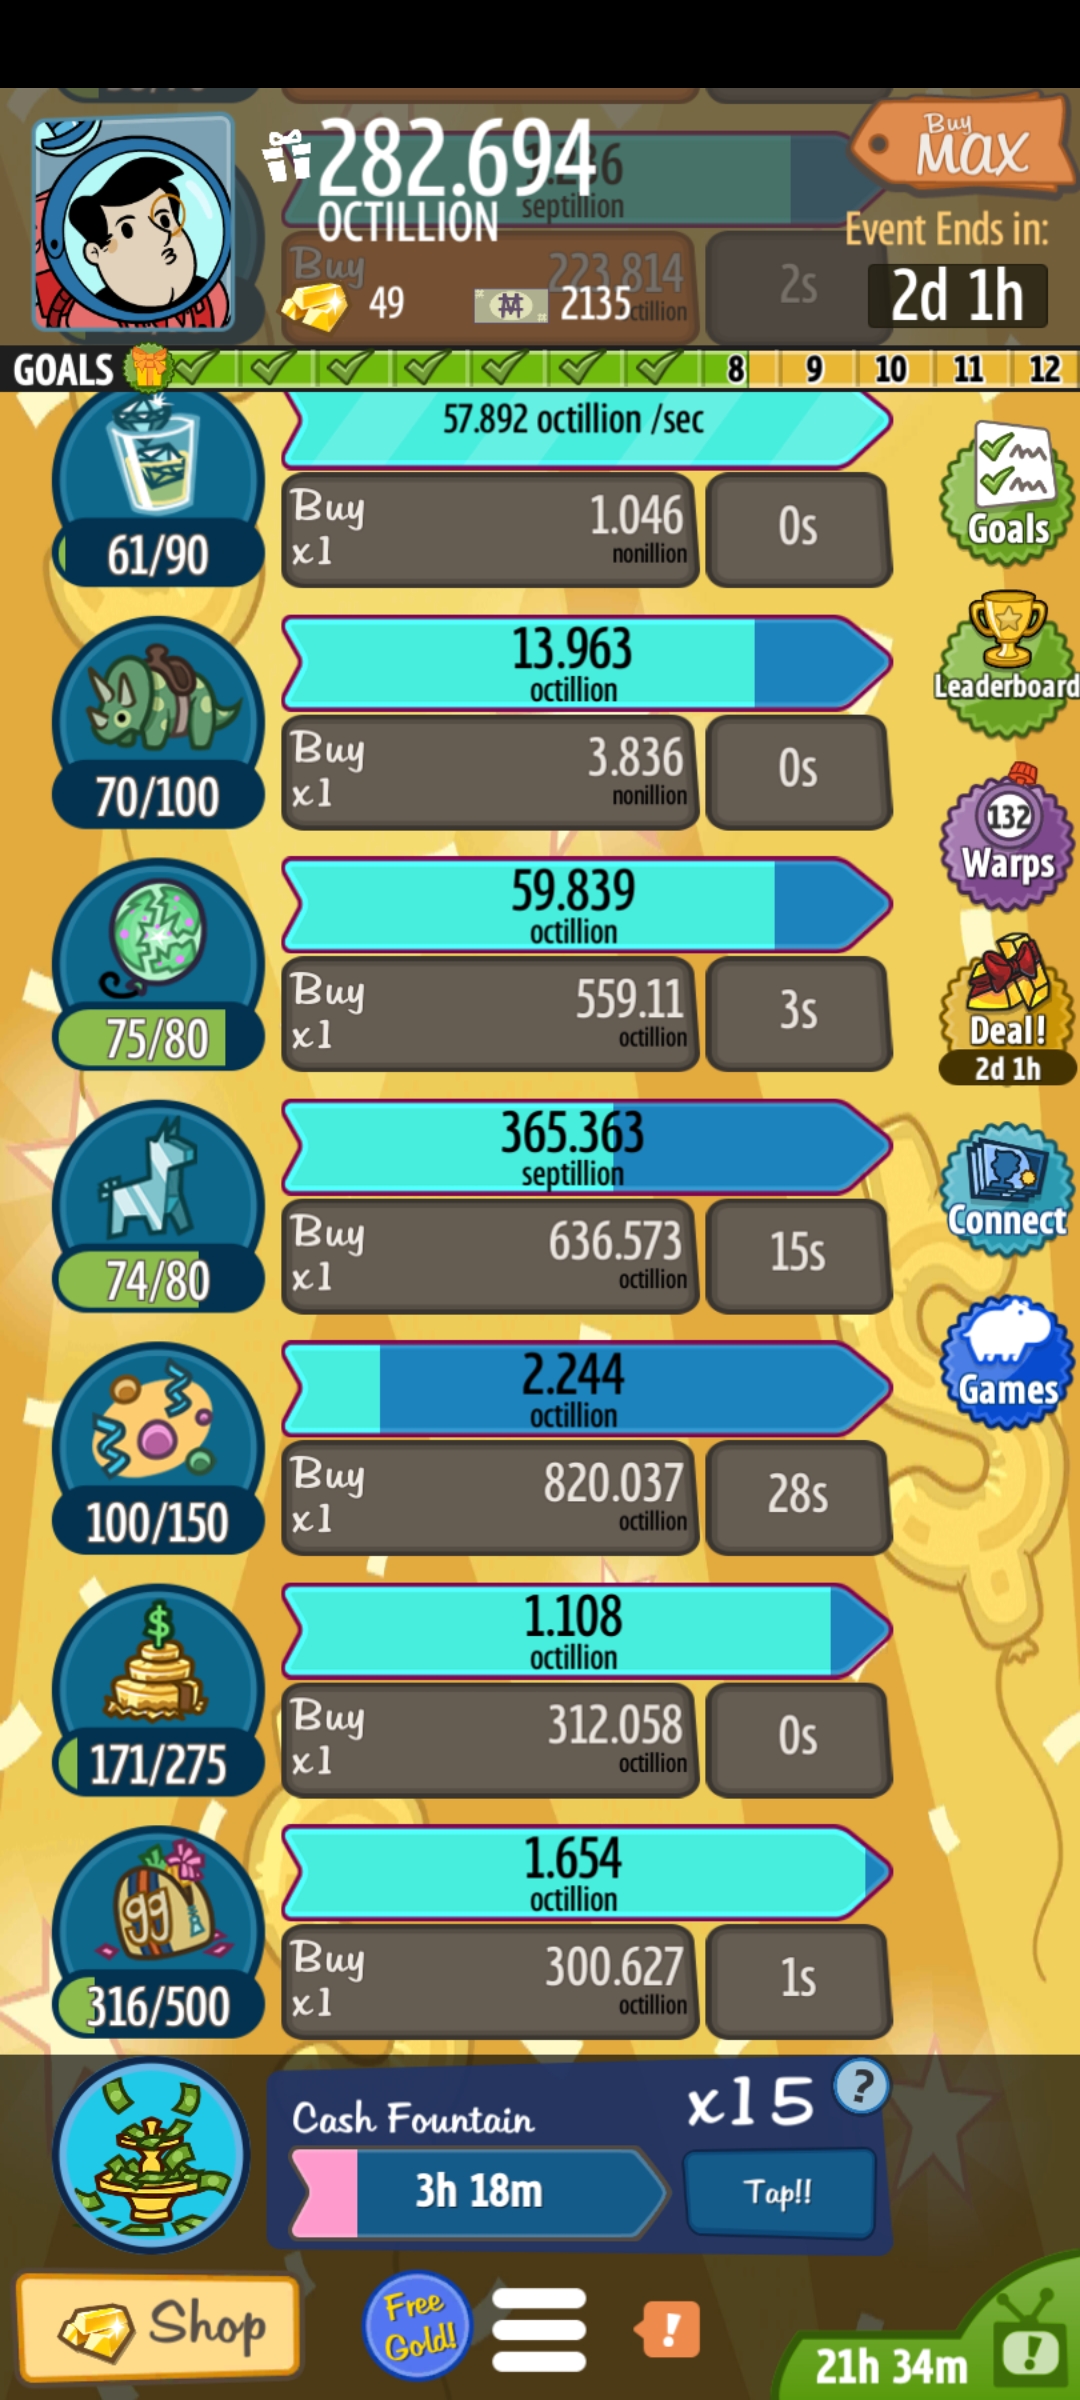 282.694
OCTILLION
septillion
Buy
MAX
Event Ends in:
2d 1h
Buy
223.814
2s
49
2135
GOALS
8
9
10
11
12
57.892 octillion /sec
61/90
Buy
x1
1.046
nonillion
0s
Goals
13.963
octillion
70/100
Buy
x1
3.836
nonillion
0s
Leaderboard
59.839
octillion
75/80
Buy
x1
559.11
octillion
3s
132
Warps
Deal!
2d 1h
365.363
septillion
74/80
Buy
x1
636.573
octillion
15s
Connect
2.244
octillion
100/150
Buy
x1
820.037
octillion
28s
Games
1.108
octillion
$
171/275
Buy
x1
312.058
octillion
0s
1.654
octillion
99
316/500
Buy
x1
300.627
octillion
1s
Cash Fountain
x15
?
3h 18m
Tap!!
Shop
Free
Gold!
!
21h 34m
!